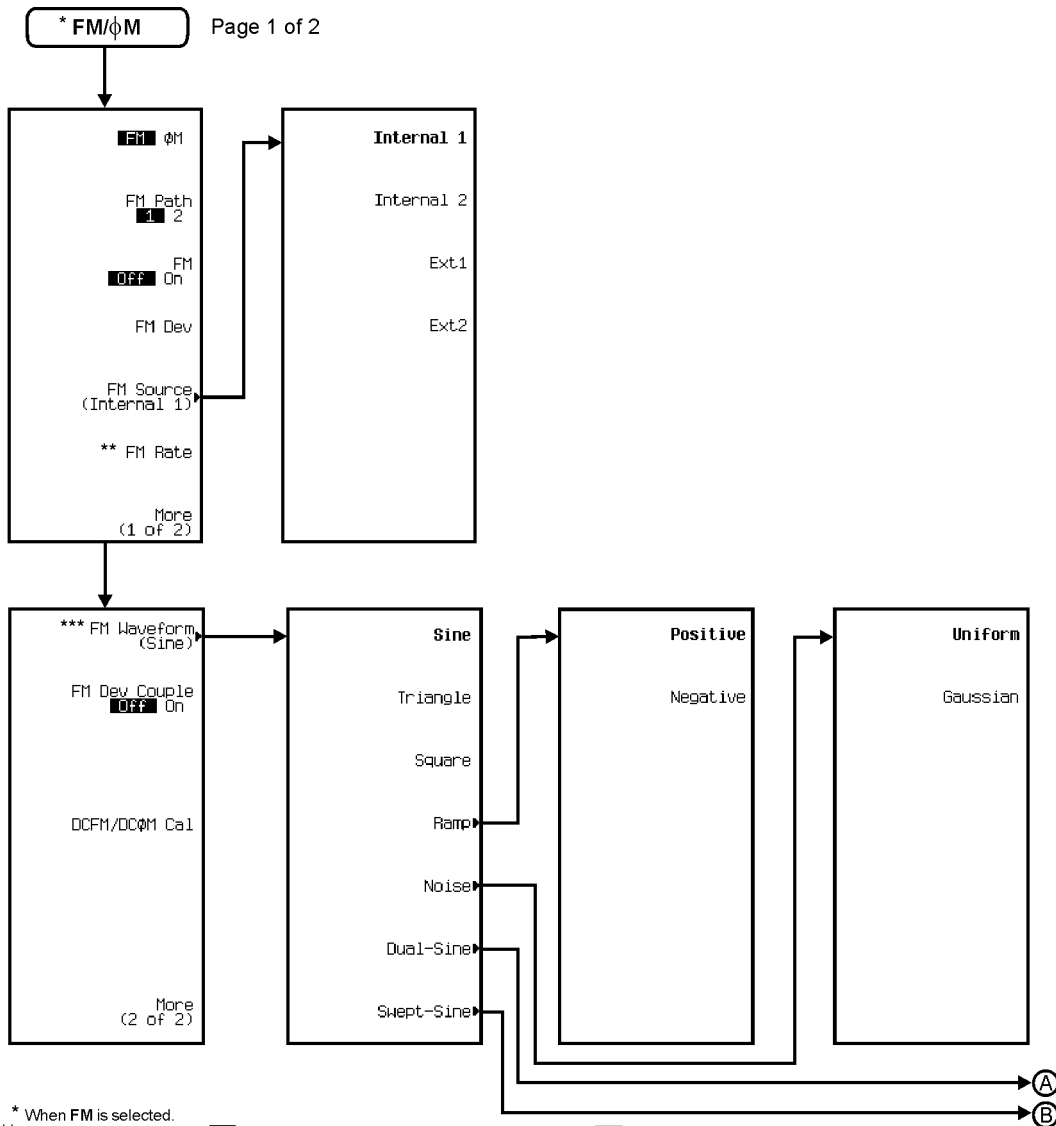 * FM/ϕM
Page 1 of 2
FM ϕM
FM Path
1 2
FM
Off On
FM Dev
FM Source
(Internal 1)
** FM Rate
More
(1 of 2)
Internal 1
Internal 2
Ext1
Ext2
*** FM Waveform
(Sine)
FM Dev Couple
Off On
DCFM/DCϕM Cal
More
(2 of 2)
Sine
Triangle
Square
Ramp
Noise
Dual-Sine
Swept-Sine
Positive
Negative
Uniform
Gaussian
A
B
* When FM is selected.